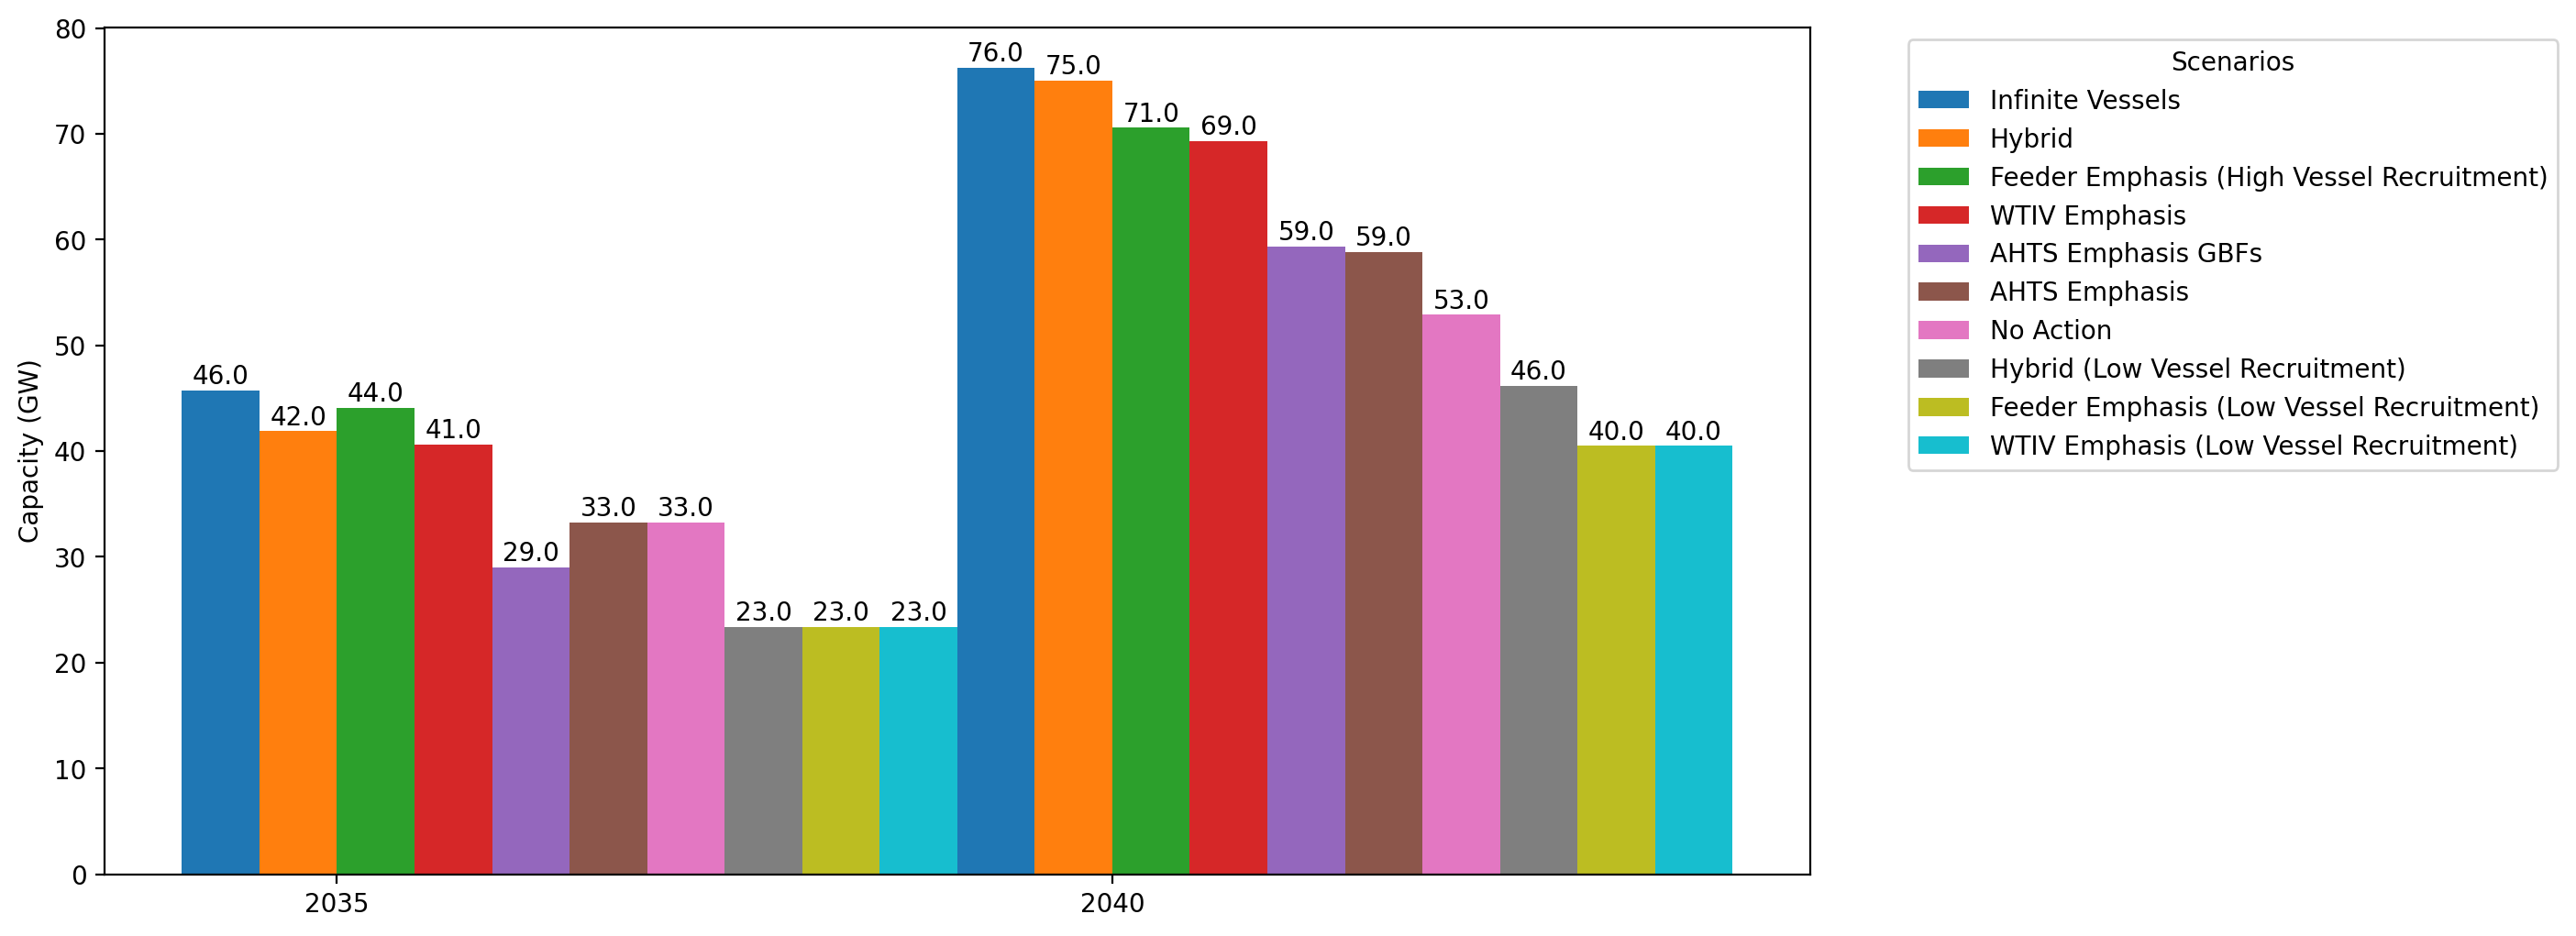 80
70
60
50
40
30
20
10
0
Capacity (GW)
46.0
42.0
44.0
41.0
29.0
33.0
33.0
23.0
23.0
23.0
76.0
75.0
71.0
69.0
59.0
59.0
53.0
46.0
40.0
40.0
2035
2040
Scenarios
Infinite Vessels
Hybrid
Feeder Emphasis (High Vessel Recruitment)
WTIV Emphasis
AHTS Emphasis GBFs
AHTS Emphasis
No Action
Hybrid (Low Vessel Recruitment)
Feeder Emphasis (Low Vessel Recruitment)
WTIV Emphasis (Low Vessel Recruitment)